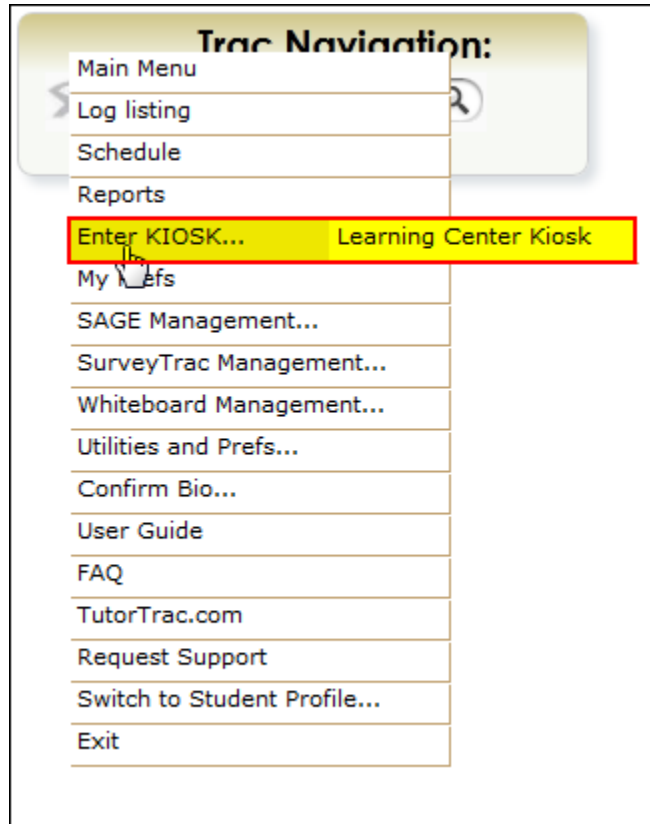 Trac Navigation:
Main Menu
Log listing
Schedule
Reports
Enter KIOSK... Learning Center Kiosk
My Prefs
SAGE Management...
SurveyTrac Management...
Whiteboard Management...
Utilities and Prefs...
Confirm Bio...
User Guide
FAQ
TutorTrac.com
Request Support
Switch to Student Profile...
Exit